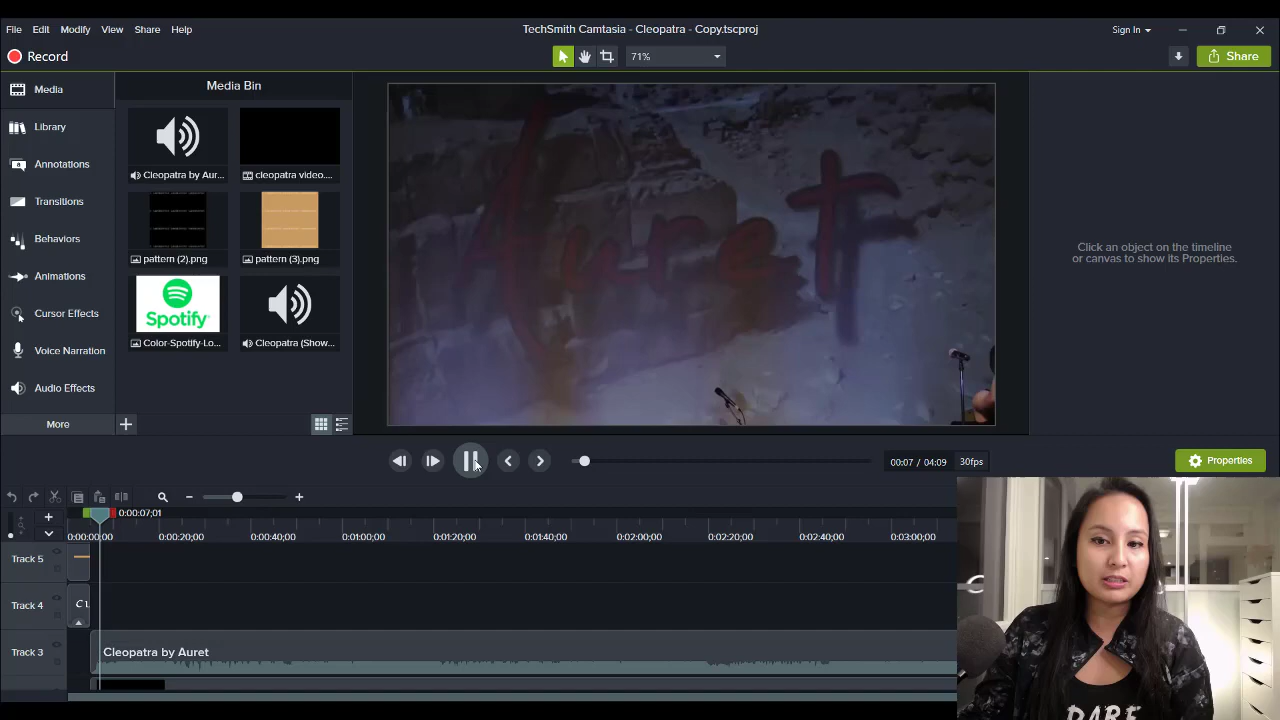 File Edit Modify View Share Help
TechSmith Camtasia - Cleopatra - Copy.tscproj
Sign In
Record
71%
Share
Media
Library
Annotations
Transitions
Behaviors
Animations
Cursor Effects
Voice Narration
Audio Effects
More
Media Bin
Cleopatra by Aur...
cleopatra video....
pattern (2).png
pattern (3).png
Spotify
Color-Spotify-Lo...
Cleopatra (Show...
Auret
Click an object on the timeline
or canvas to show its Properties.
00:07 / 04:09
30fps
Properties
0:00:07;01
0:00:00;00 0:00:20;00 0:00:40;00 0:01:00;00 0:01:20;00 0:01:40;00 0:02:00;00 0:02:20;00 0:02:40;00 0:03:00;00
Track 5
Track 4
Track 3
Cleopatra by Auret
DARE